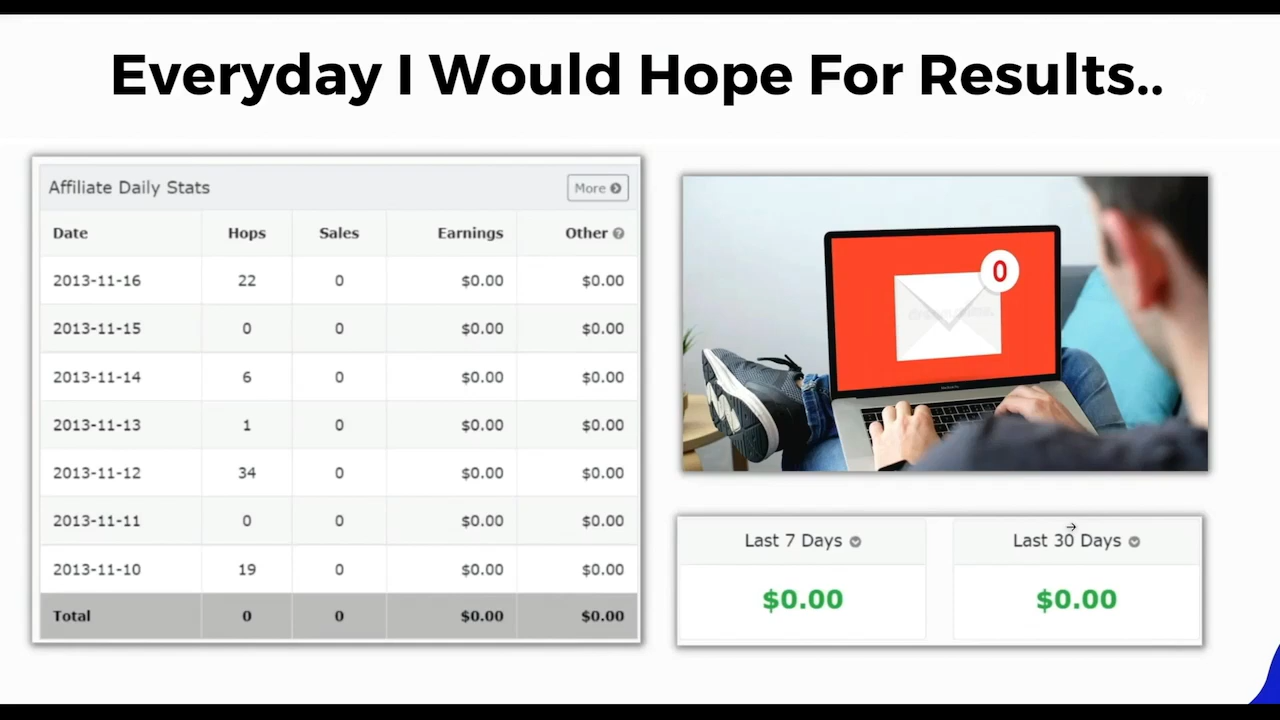 Everyday I Would Hope For Results..
Affiliate Daily Stats More
Date Hops Sales Earnings Other
2013-11-16 22 0 $0.00 $0.00
2013-11-15 0 0 $0.00 $0.00
2013-11-14 6 0 $0.00 $0.00
2013-11-13 1 0 $0.00 $0.00
2013-11-12 34 0 $0.00 $0.00
2013-11-11 0 0 $0.00 $0.00
2013-11-10 19 0 $0.00 $0.00
Total 0 0 $0.00 $0.00
0
Last 7 Days Last 30 Days
$0.00 $0.00